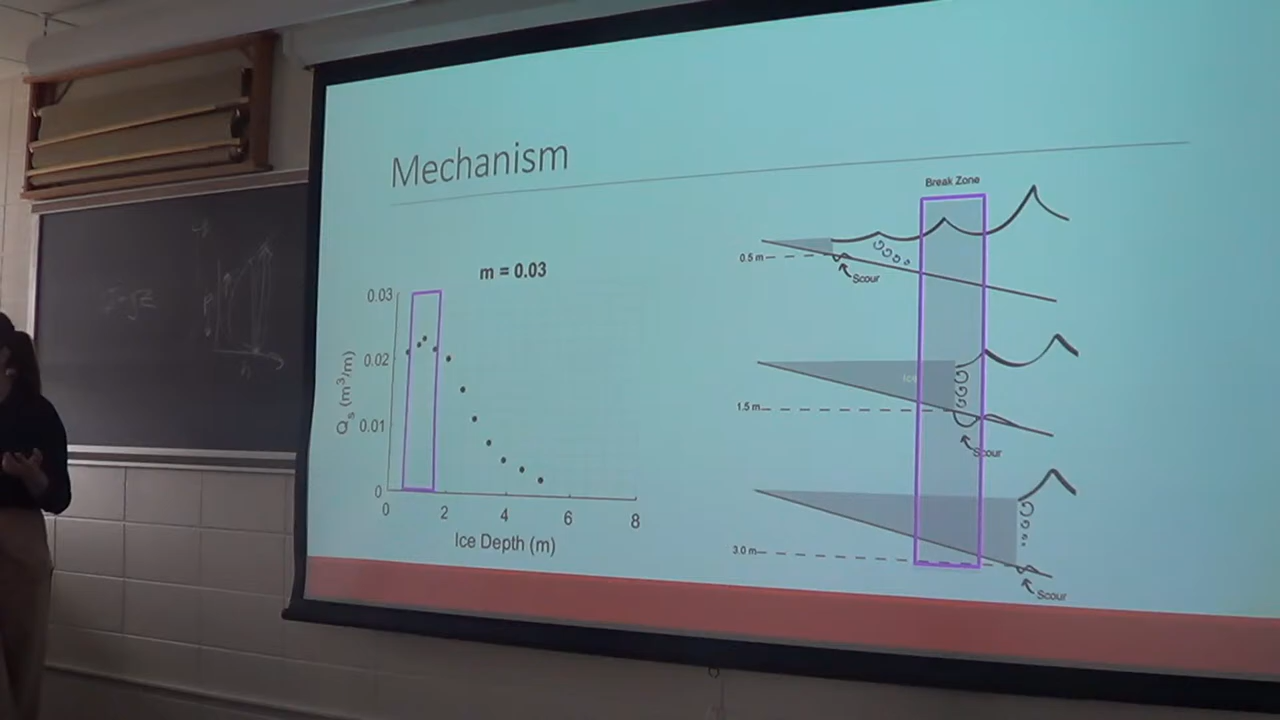 Mechanism
m = 0.03
0.03
0.02
0.01
0
0
2
4
6
8
Qs (m³/m)
Ice Depth (m)
Break Zone
0.5 m
Scour
Ice
1.5 m
Scour
3.0 m
Scour